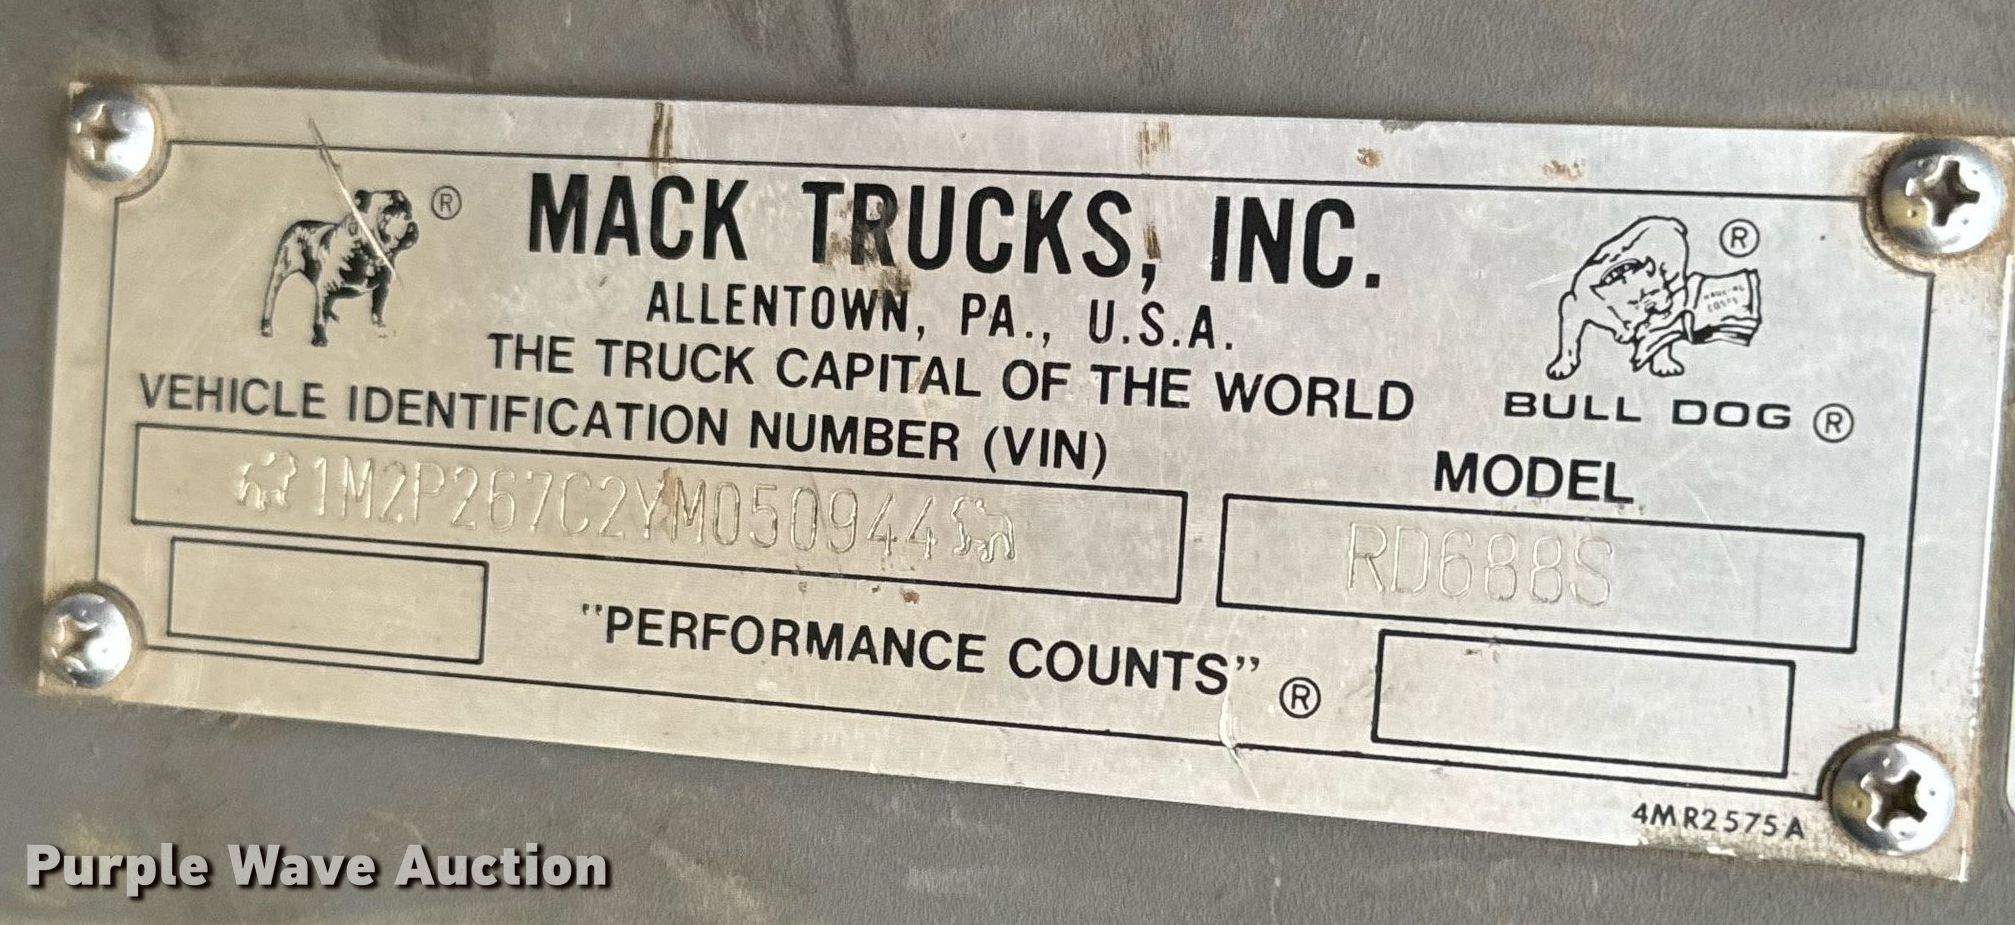 ®
MACK TRUCKS, INC.
ALLENTOWN, PA., U.S.A.
THE TRUCK CAPITAL OF THE WORLD
®
BULL DOG ®
VEHICLE IDENTIFICATION NUMBER (VIN)
1M2P267C2YM050944
MODEL
RD688S
"PERFORMANCE COUNTS" ®
4MR2575A
Purple Wave Auction